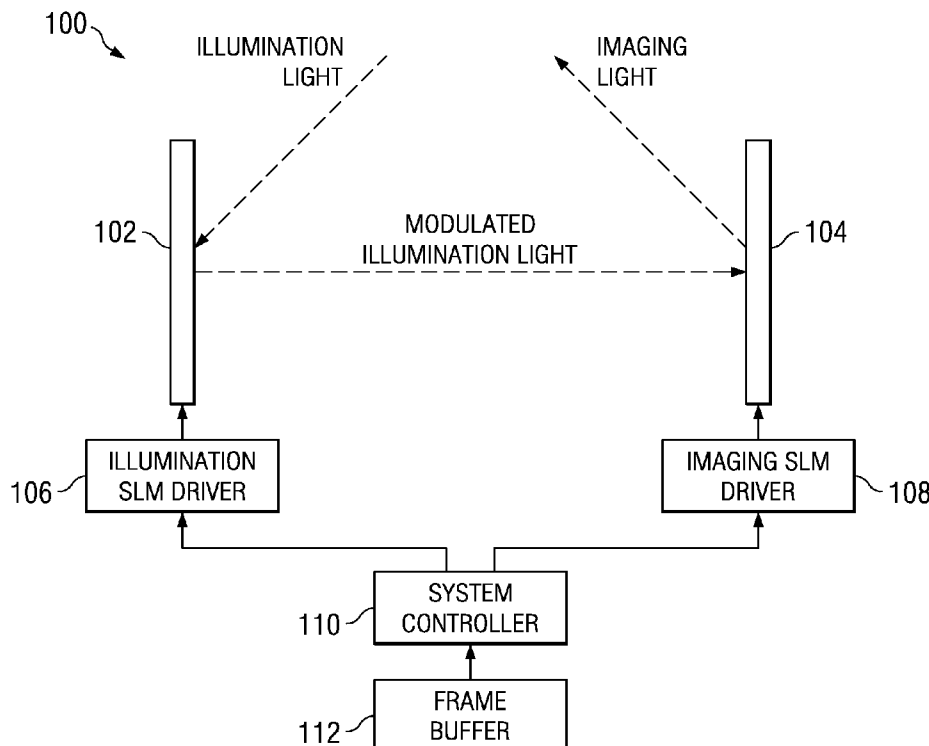 100
ILLUMINATION
LIGHT
IMAGING
LIGHT
102
MODULATED
ILLUMINATION LIGHT
104
106
ILLUMINATION
SLM DRIVER
IMAGING SLM
DRIVER
108
110
SYSTEM
CONTROLLER
112
FRAME
BUFFER